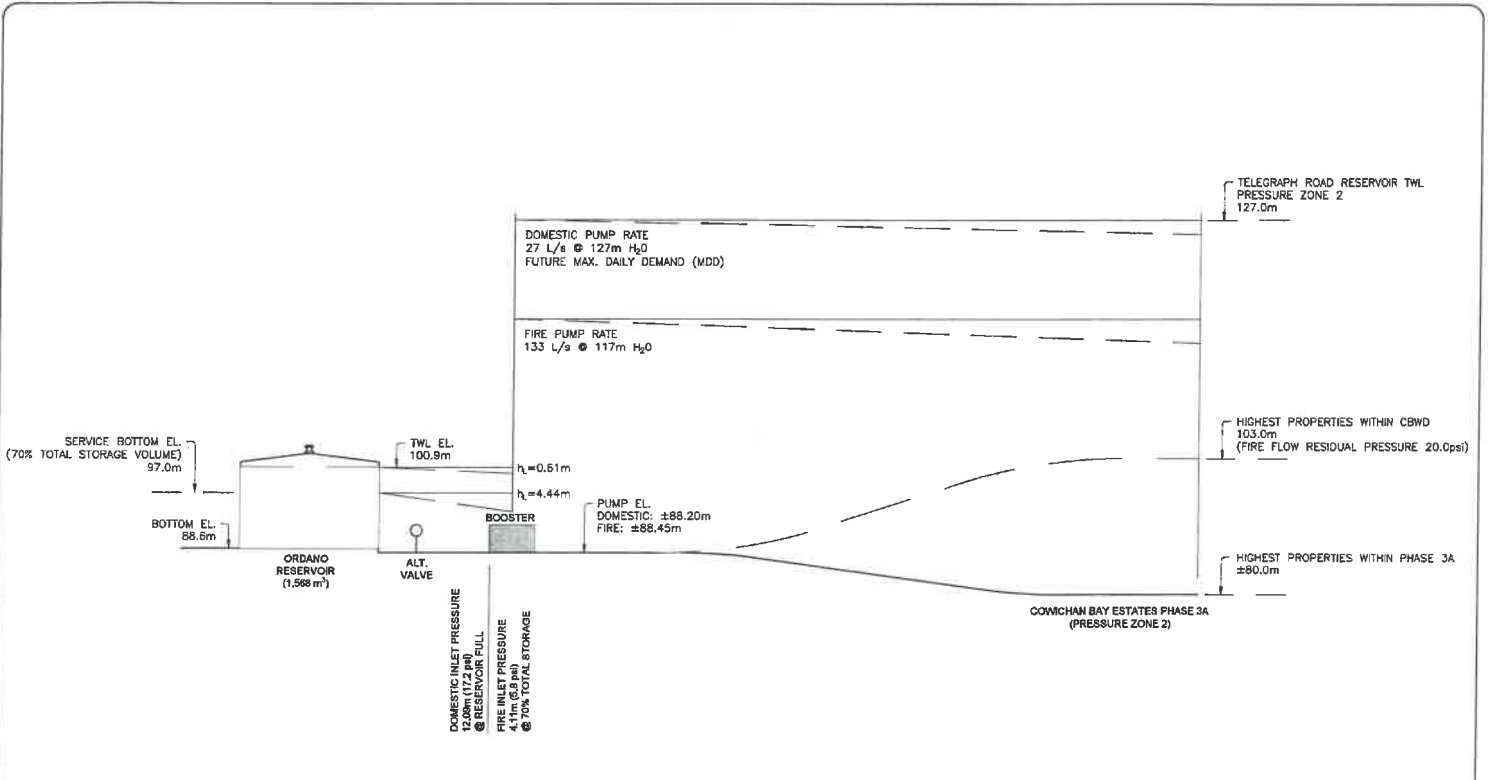 TELEGRAPH ROAD RESERVOIR TWL
PRESSURE ZONE 2
127.0m
DOMESTIC PUMP RATE
27 L/s @ 127m H₂0
FUTURE MAX. DAILY DEMAND (MDD)
FIRE PUMP RATE
133 L/s @ 117m H₂0
SERVICE BOTTOM EL.
(70% TOTAL STORAGE VOLUME)
97.0m
TWL EL.
100.9m
h_L=0.61m
h_L=4.44m
HIGHEST PROPERTIES WITHIN CBWD
103.0m
(FIRE FLOW RESIDUAL PRESSURE 20.0psi)
BOTTOM EL.
88.6m
ORDANO
RESERVOIR
(1,568 m³)
ALT.
VALVE
BOOSTER
PUMP EL.
DOMESTIC: ±88.20m
FIRE: ±88.45m
HIGHEST PROPERTIES WITHIN PHASE 3A
±80.0m
COWICHAN BAY ESTATES PHASE 3A
(PRESSURE ZONE 2)
DOMESTIC INLET PRESSURE
12.09m (17.2 psi)
@ RESERVOIR FULL
FIRE INLET PRESSURE
4.11m (5.8 psi)
@ 70% TOTAL STORAGE